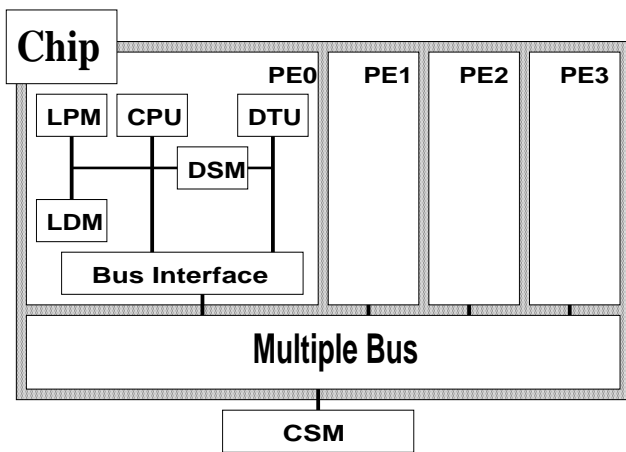 Chip
PE0
PE1
PE2
PE3
LPM
CPU
DTU
DSM
LDM
Bus Interface
Multiple Bus
CSM